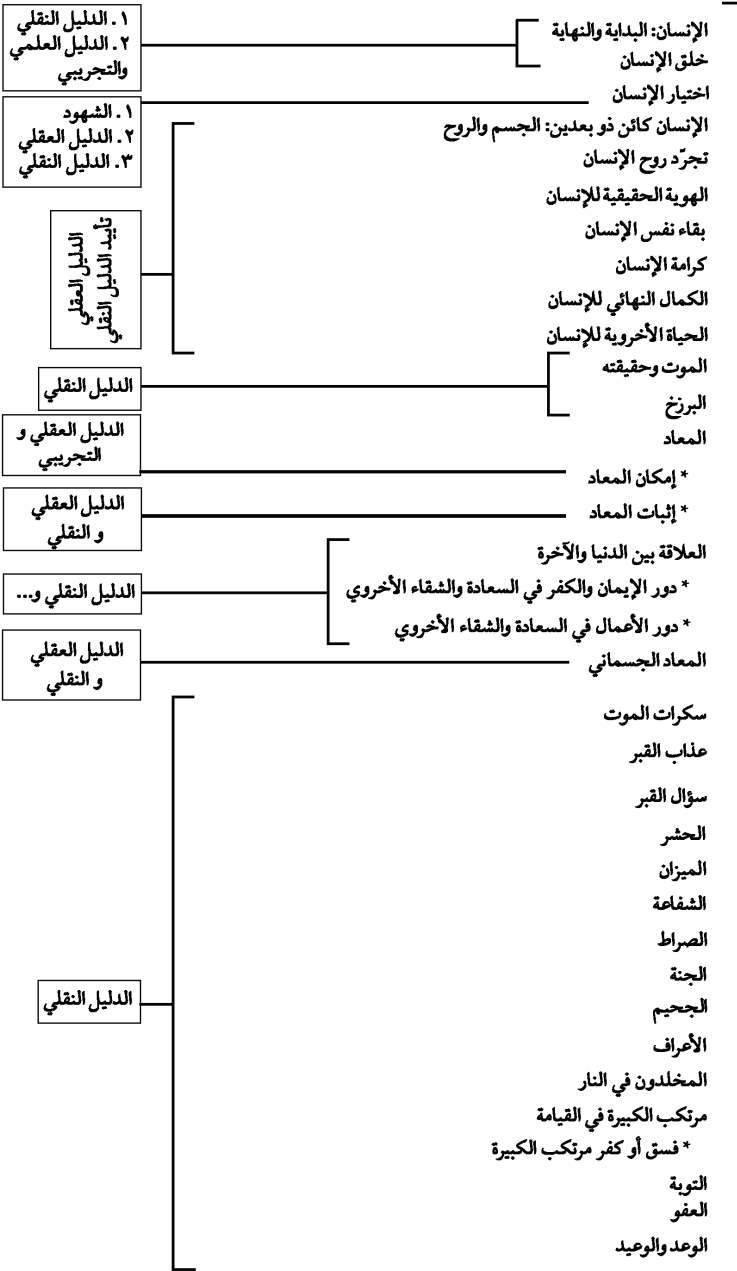 الإنسان: البداية والنهاية
خلق الإنسان
١. الدليل النقلي
٢. الدليل العلمي
والتجريبي
اختيار الإنسان
١. الشهود
٢. الدليل العقلي
٣. الدليل النقلي
الإنسان كائن ذو بعدين: الجسم والروح
تجرّد روح الإنسان
الهوية الحقيقية للإنسان
بقاء نفس الإنسان
كرامة الإنسان
الكمال النهائي للإنسان
الحياة الأخروية للإنسان
الدليل العقلي
تأييد الدليل النقلي
الموت وحقيقته
البرزخ
الدليل النقلي
المعاد
* إمكان المعاد
الدليل العقلي و
التجريبي
* إثبات المعاد
الدليل العقلي
و النقلي
العلاقة بين الدنيا والآخرة
* دور الإيمان والكفر في السعادة والشقاء الأخروي
* دور الأعمال في السعادة والشقاء الأخروي
الدليل النقلي و...
المعاد الجسماني
الدليل العقلي
و النقلي
سكرات الموت
عذاب القبر
سؤال القبر
الحشر
الميزان
الشفاعة
الصراط
الجنة
الجحيم
الأعراف
المخلدون في النار
مرتكب الكبيرة في القيامة
* فسق أو كفر مرتكب الكبيرة
التوبة
العفو
الوعد والوعيد
الدليل النقلي